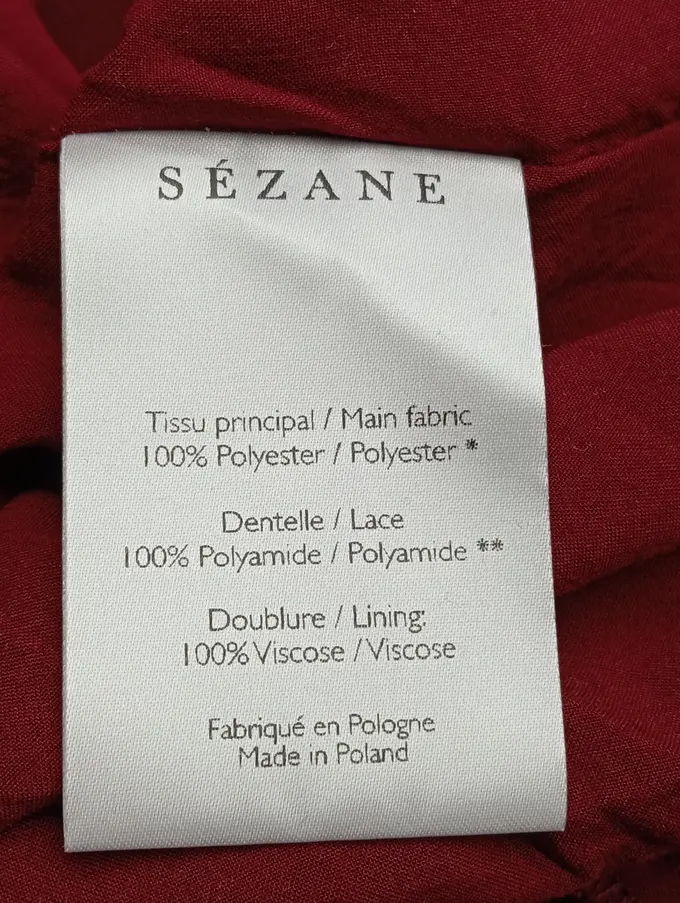 SÉZANE
Tissu principal / Main fabric
100% Polyester / Polyester *
Dentelle / Lace
100% Polyamide / Polyamide **
Doublure / Lining:
100% Viscose / Viscose
Fabriqué en Pologne
Made in Poland